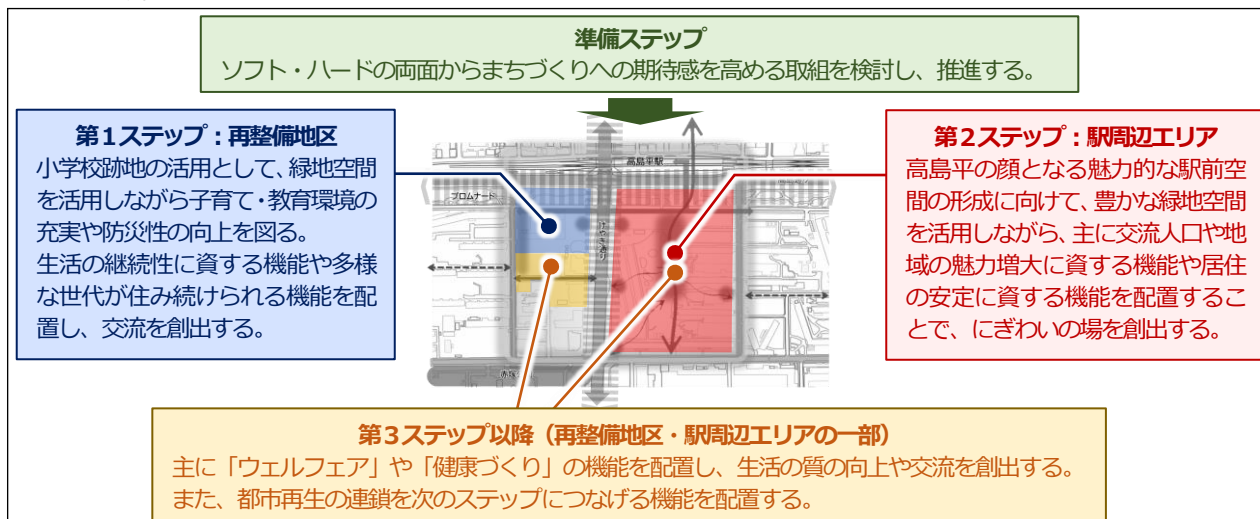 準備ステップ
ソフト・ハードの両面からまちづくりへの期待感を高める取組を検討し、推進する。
第1ステップ：再整備地区
小学校跡地の活用として、緑地空間
を活用しながら子育て・教育環境の
充実や防災性の向上を図る。
生活の継続性に資する機能や多様
な世代が住み続けられる機能を配
置し、交流を創出する。
高島平駅
プロムナード
けやき通り
赤塚
第2ステップ：駅周辺エリア
高島平の顔となる魅力的な駅前空
間の形成に向けて、豊かな緑地空間
を活用しながら、主に交流人口や地
域の魅力増大に資する機能や居住
の安定に資する機能を配置するこ
とで、にぎわいの場を創出する。
第3ステップ以降（再整備地区・駅周辺エリアの一部）
主に「ウェルフェア」や「健康づくり」の機能を配置し、生活の質の向上や交流を創出する。
また、都市再生の連鎖を次のステップにつなげる機能を配置する。